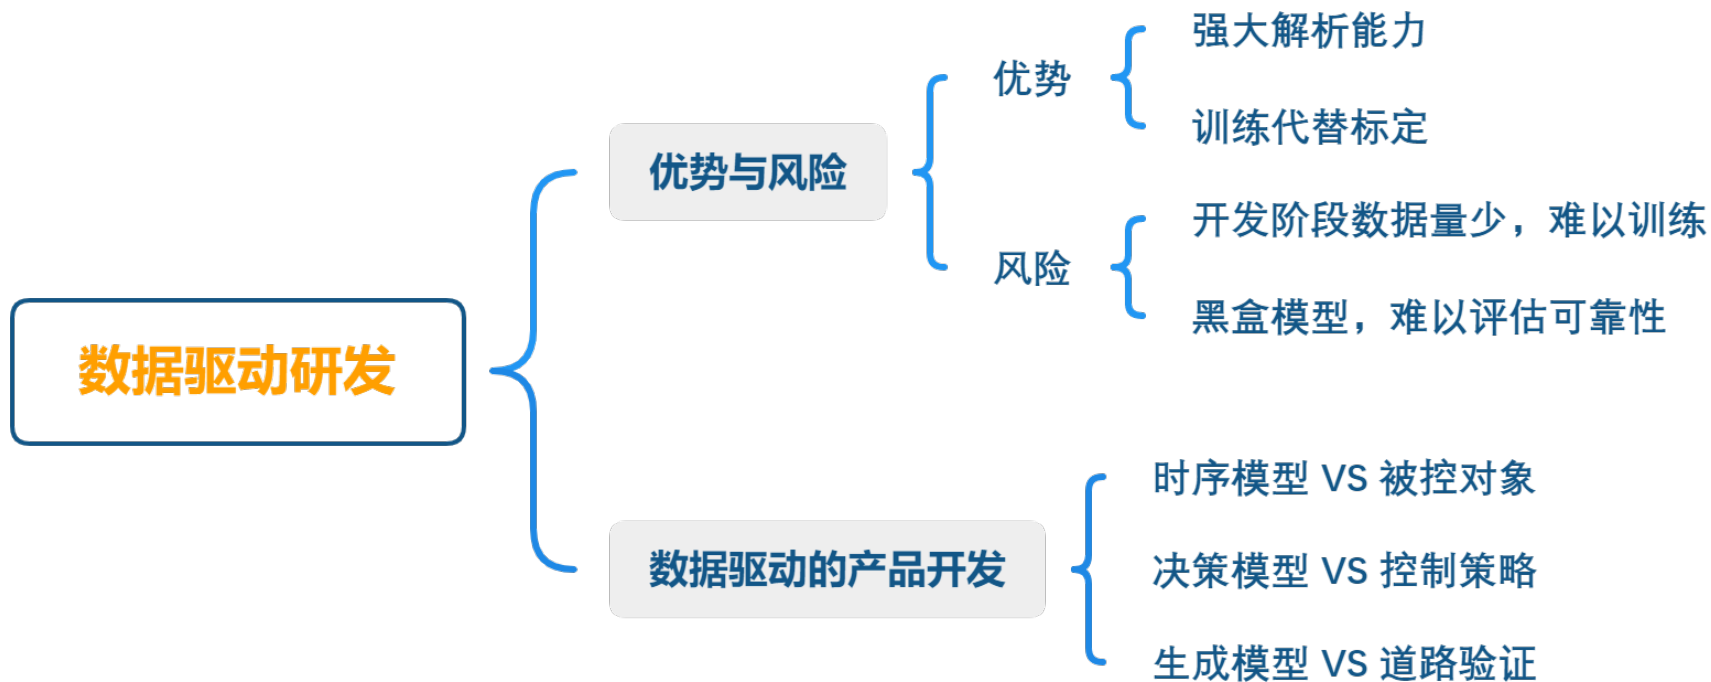 数据驱动研发
优势与风险
优势
强大解析能力
训练代替标定
风险
开发阶段数据量少，难以训练
黑盒模型，难以评估可靠性
数据驱动的产品开发
时序模型 VS 被控对象
决策模型 VS 控制策略
生成模型 VS 道路验证